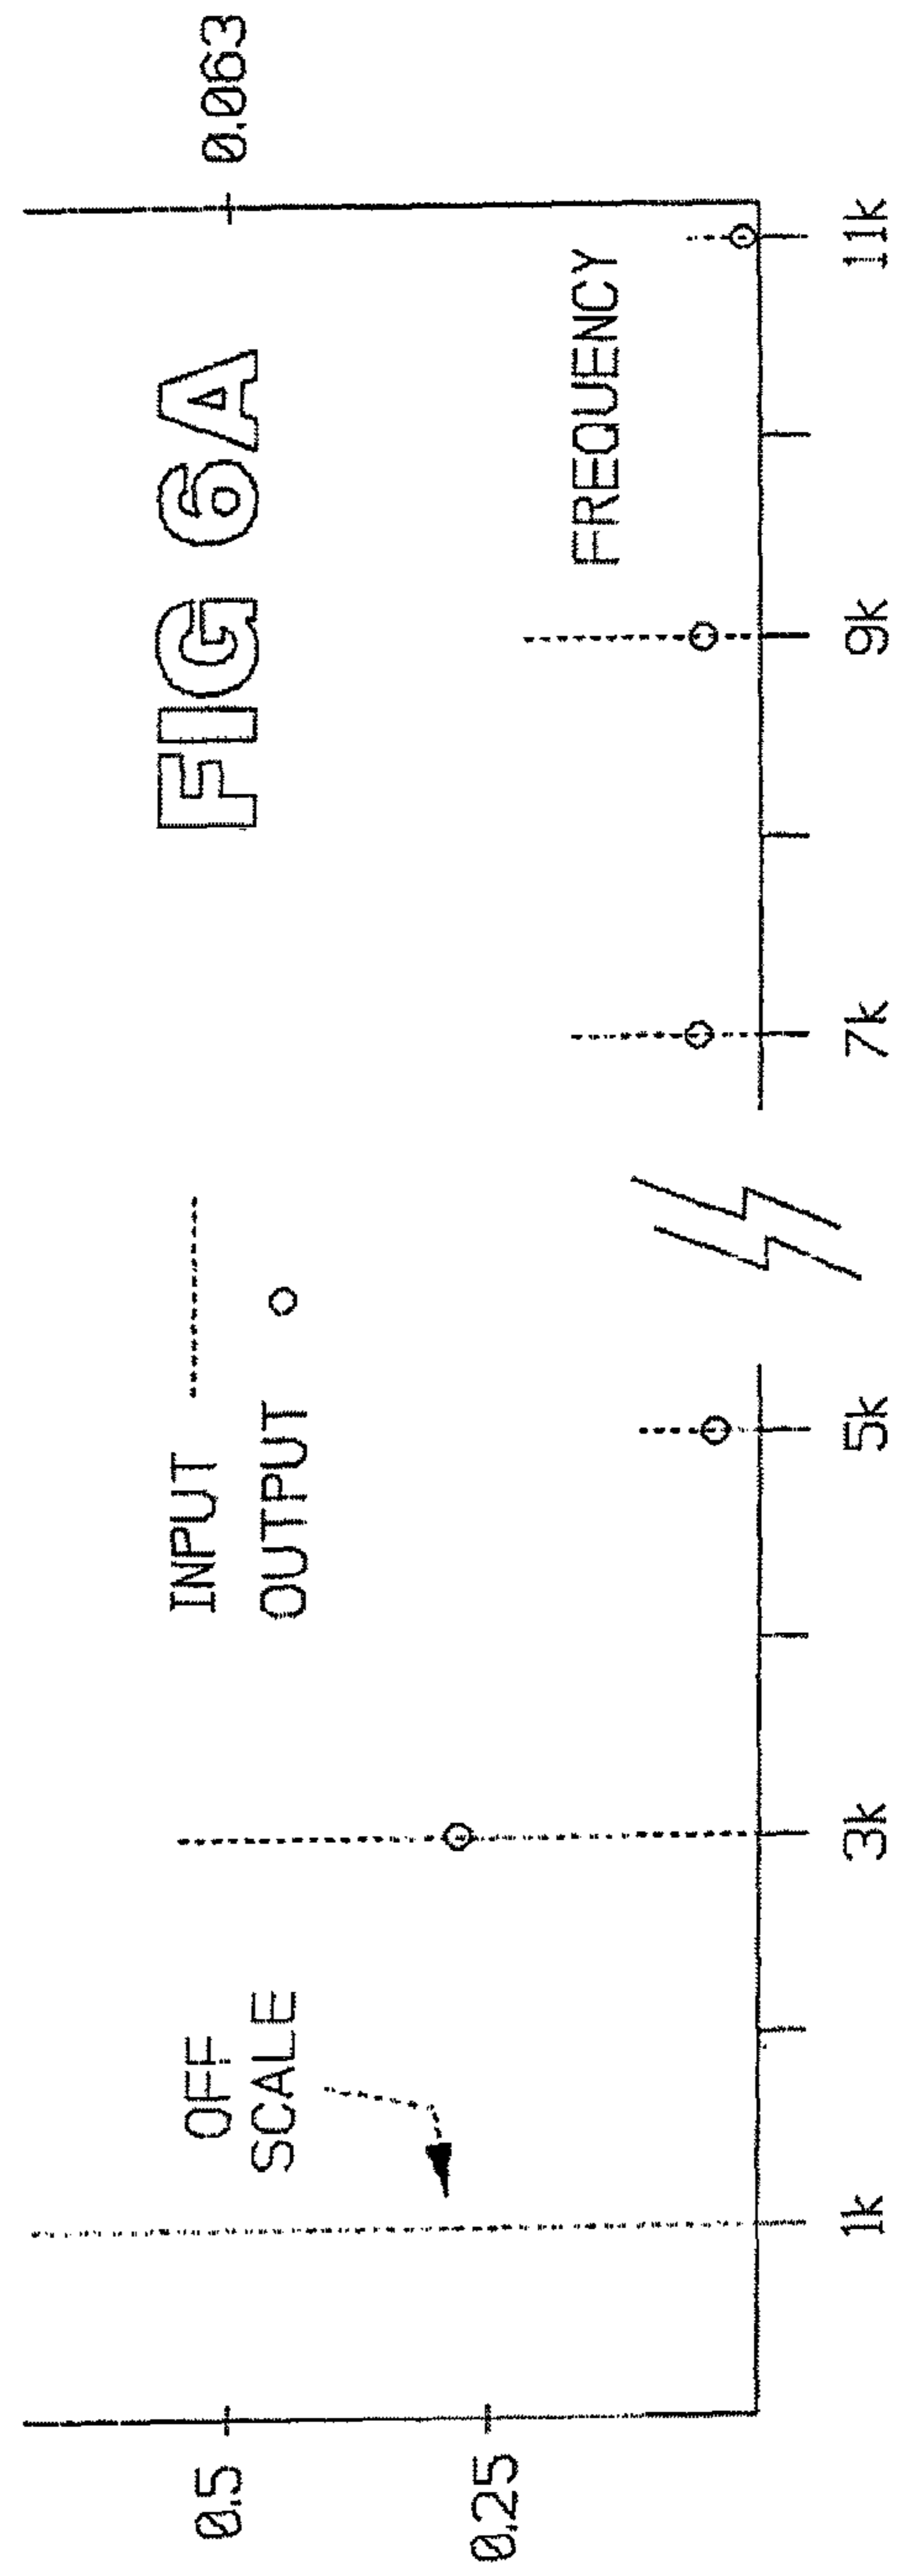 FIG 6A
0.063
0.5
0.25
OFF
SCALE
INPUT
OUTPUT
FREQUENCY
1k
3k
5k
7k
9k
11k